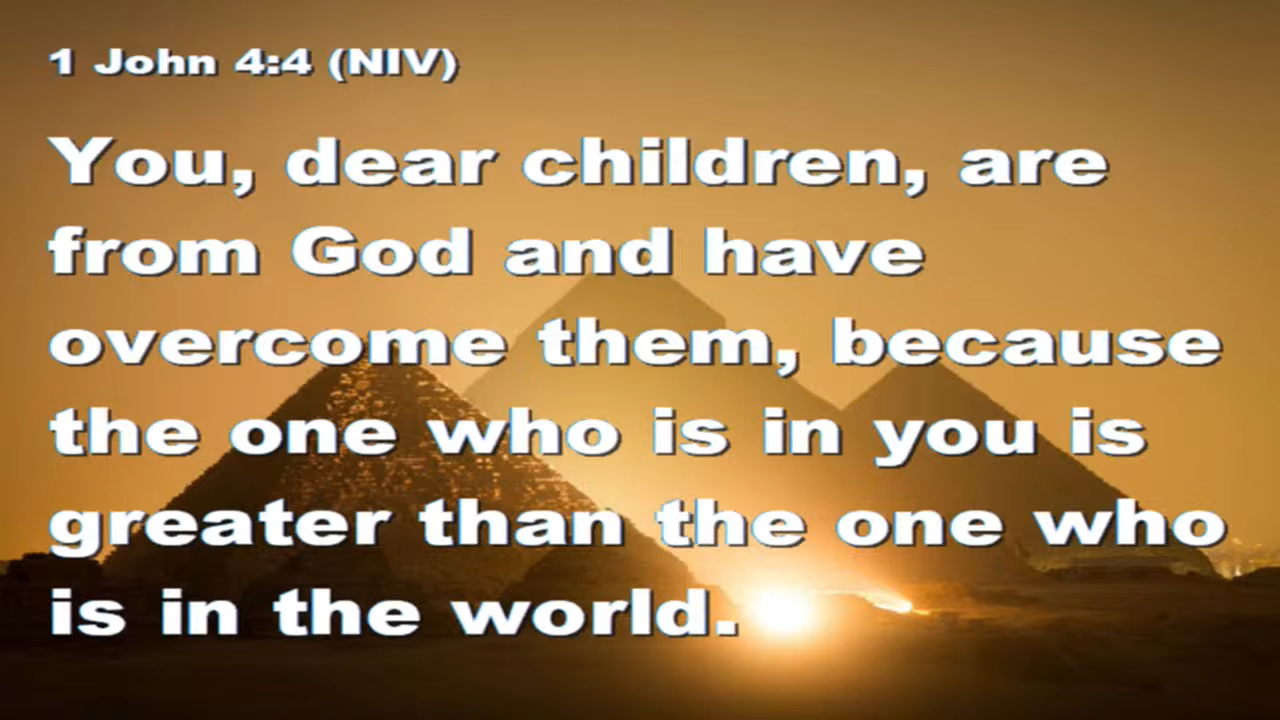 1 John 4:4 (NIV)
You, dear children, are
from God and have
overcome them, because
the one who is in you is
greater than the one who
is in the world.